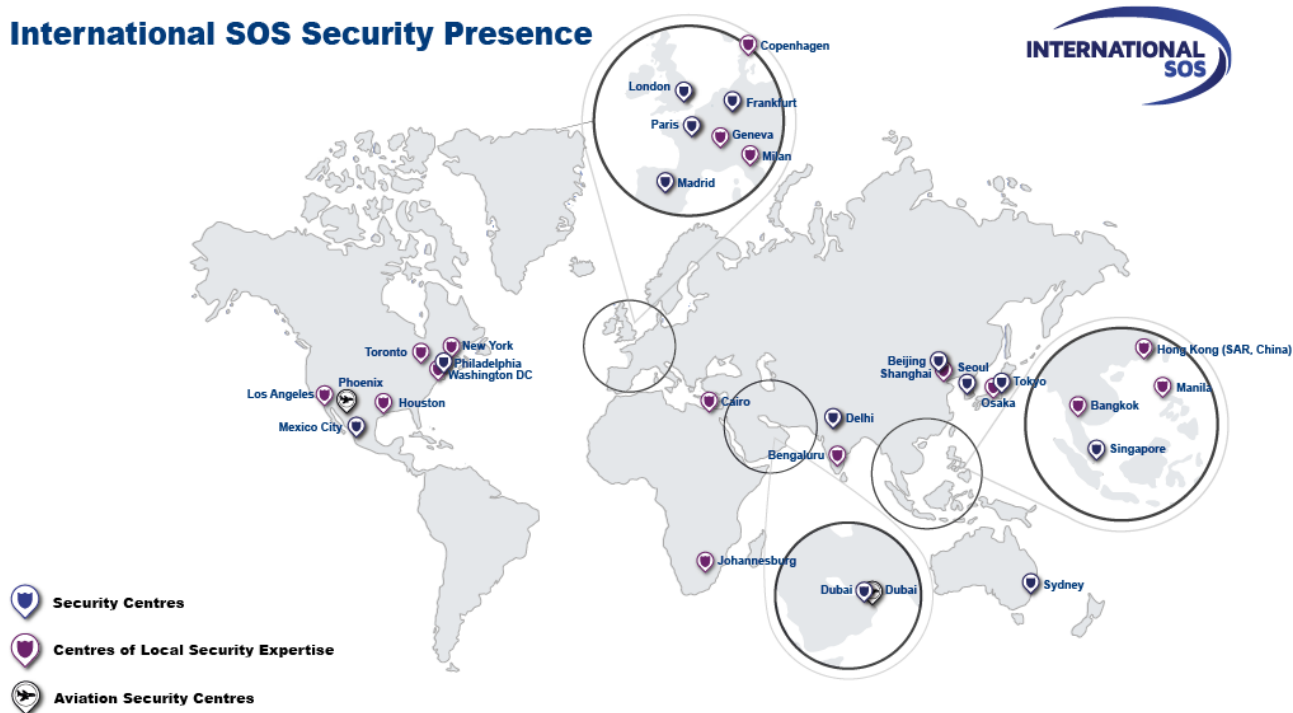 International SOS Security Presence
INTERNATIONAL
SOS
Copenhagen
London
Frankfurt
Paris
Geneva
Milan
Madrid
New York
Toronto
Philadelphia
Washington DC
Los Angeles
Phoenix
Houston
Mexico City
Cairo
Beijing
Shanghai
Seoul
Tokyo
Osaka
Delhi
Bengaluru
Hong Kong (SAR, China)
Manila
Bangkok
Singapore
Johannesburg
Dubai
Dubai
Sydney
Security Centres
Centres of Local Security Expertise
Aviation Security Centres